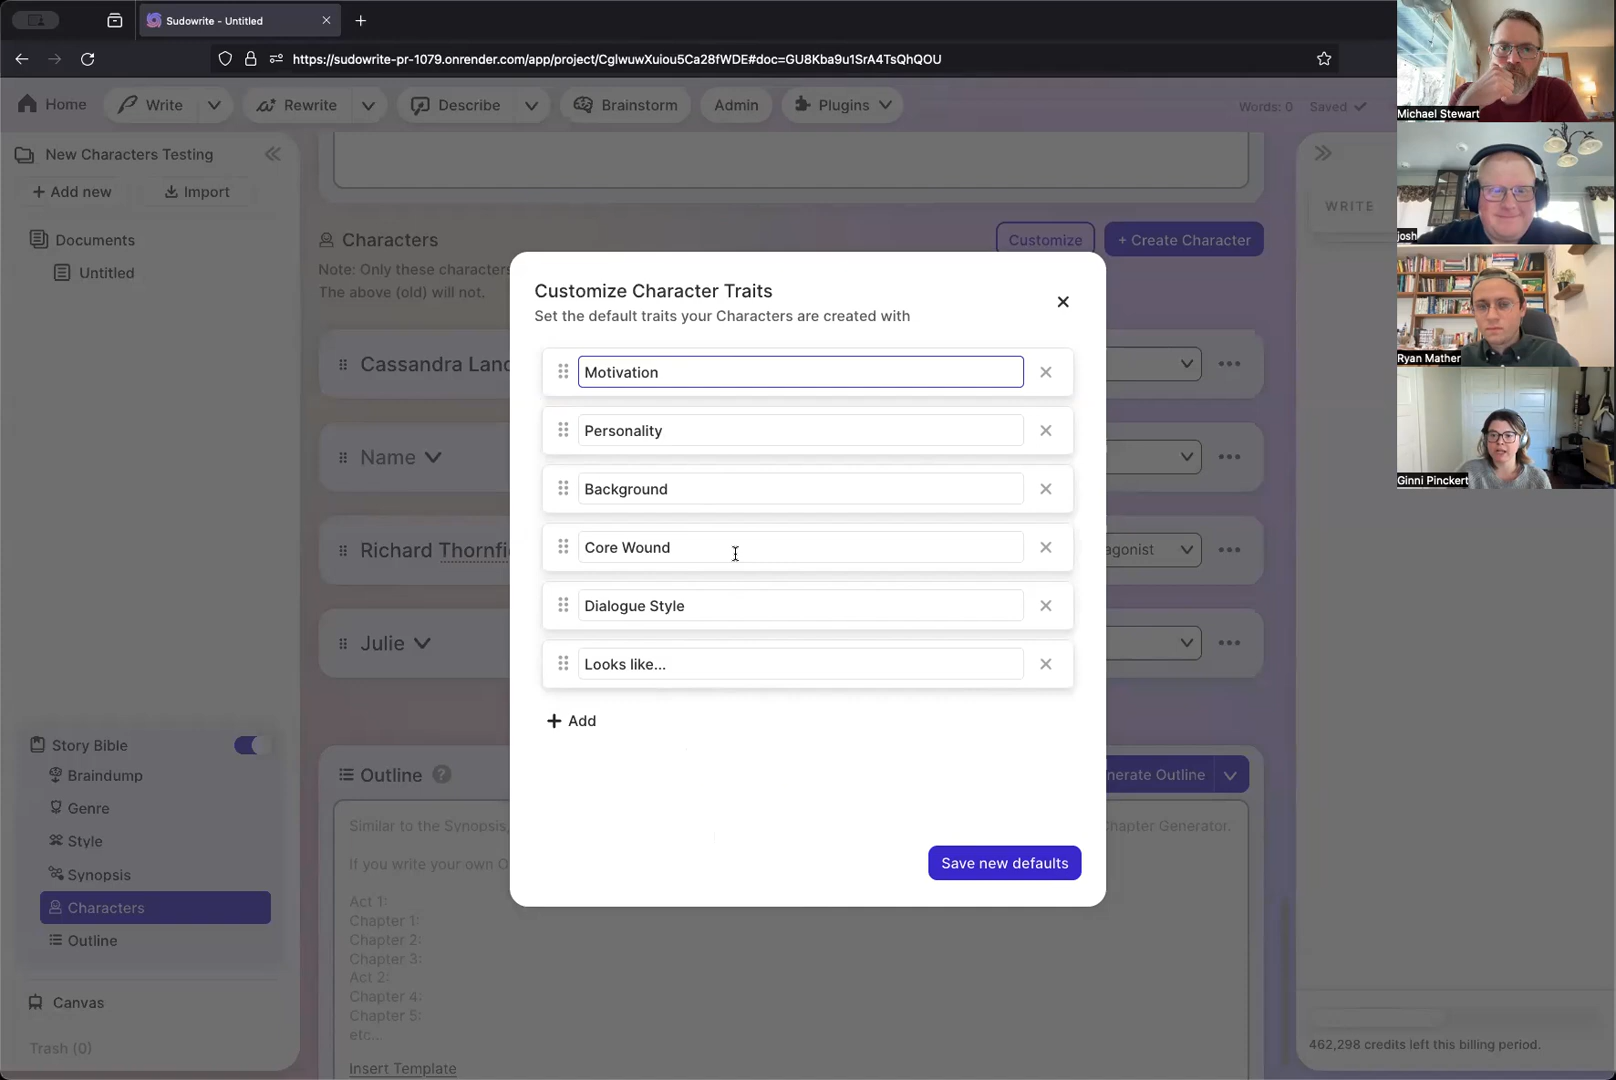 Sudowrite - Untitled
https://sudowrite-pr-1079.onrender.com/app/project/CglwuwXuiou5Ca28fWDE#doc=GU8Kba9u1SrA4TsQhQOU
Home
Write
Rewrite
Describe
Brainstorm
Admin
Plugins
Words: 0
Saved
New Characters Testing
Add new
Import
Documents
Untitled
Story Bible
Braindump
Genre
Style
Synopsis
Characters
Outline
Canvas
Trash (0)
Characters
Customize
+ Create Character
Note: Only these characters
The above (old) will not.
Cassandra Lan
Name
Richard Thornfi
agonist
Julie
Customize Character Traits
Set the default traits your Characters are created with
Motivation
Personality
Background
Core Wound
Dialogue Style
Looks like...
Add
Save new defaults
Outline
nerate Outline
Similar to the Synopsis,
Chapter Generator.
If you write your own O
Act 1:
Chapter 1:
Chapter 2:
Chapter 3:
Act 2:
Chapter 4:
Chapter 5:
etc...
Insert Template
WRITE
462,298 credits left this billing period.
Michael Stewart
josh
Ryan Mather
Ginni Pinckert